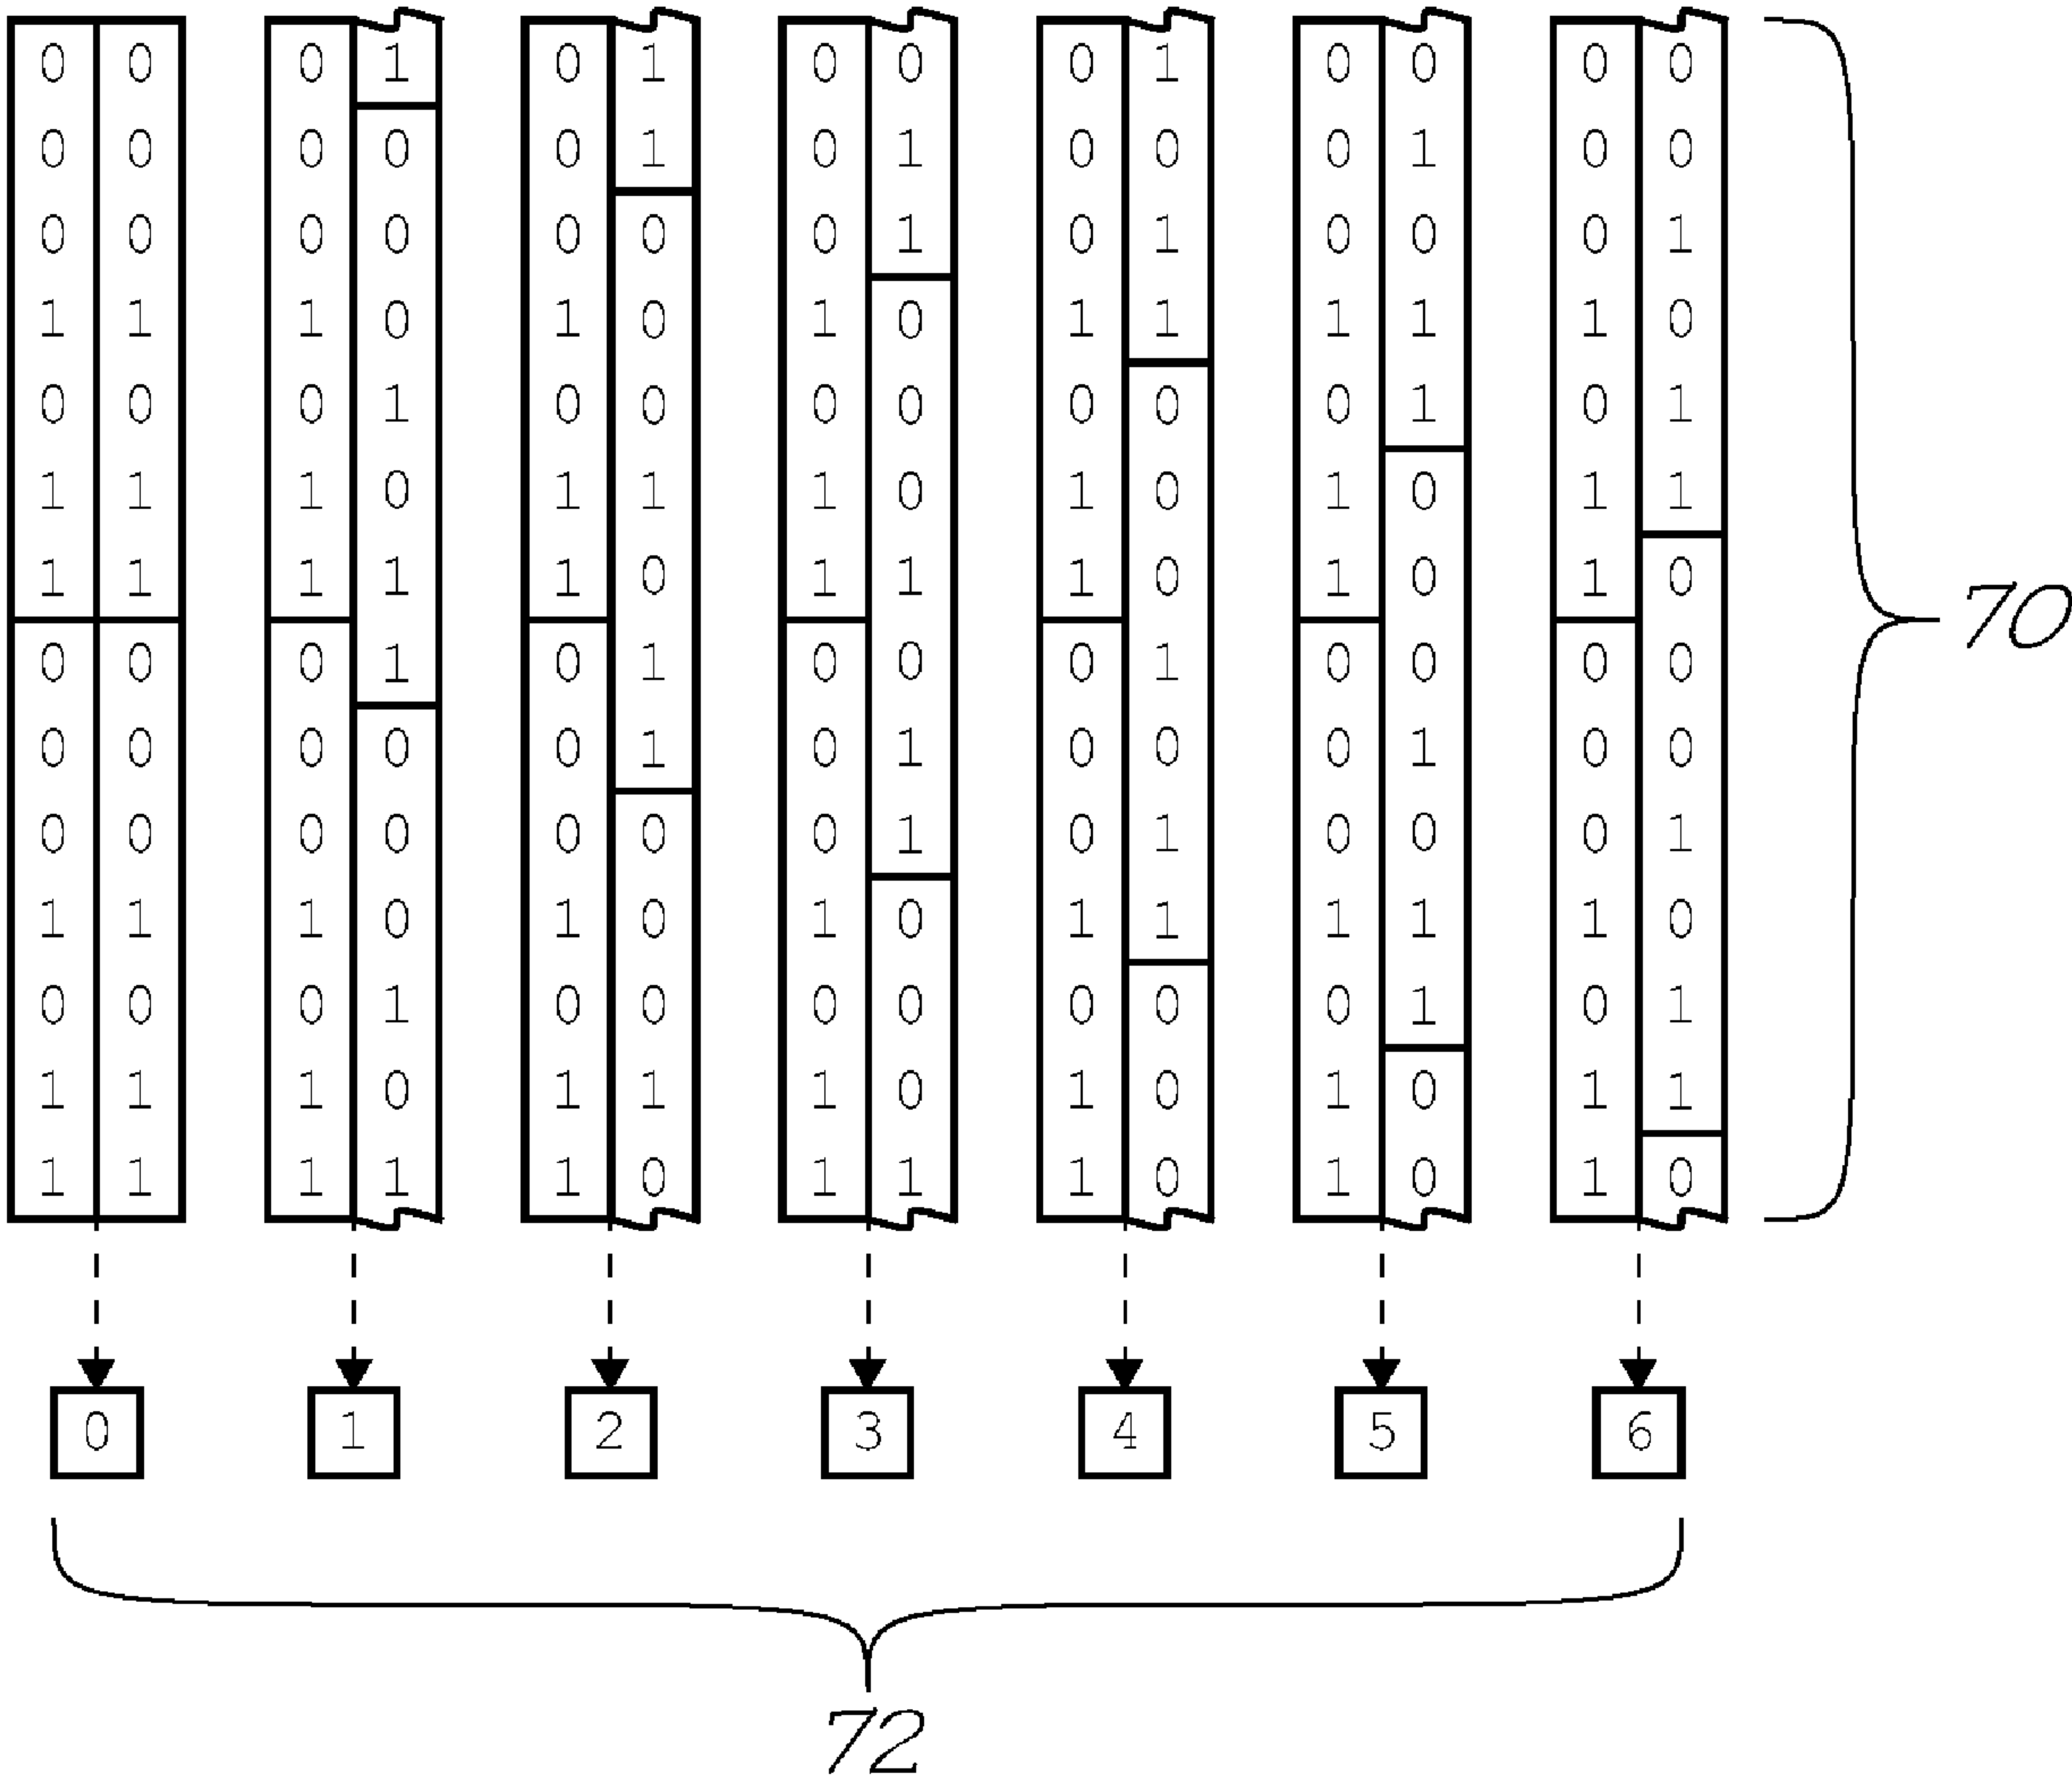 0 0 0 1 0 1 0 0 0 1 0 0 0 0
0 0 0 0 0 1 0 1 0 0 0 1 0 0
0 0 0 0 0 0 0 1 0 1 0 0 0 1
1 1 1 0 1 0 1 0 1 1 1 1 1 0
0 0 0 1 0 0 0 0 0 0 0 1 0 1
1 1 1 0 1 1 1 0 1 0 1 0 1 1
1 1 1 1 1 0 1 1 1 0 1 0 1 0
70
0 0 0 1 0 1 0 0 0 1 0 0 0 0
0 0 0 0 0 1 0 1 0 0 0 1 0 0
0 0 0 0 0 0 0 1 0 1 0 0 0 1
1 1 1 0 1 0 1 0 1 1 1 1 1 0
0 0 0 1 0 0 0 0 0 0 0 1 0 1
1 1 1 0 1 1 1 0 1 0 1 0 1 1
1 1 1 1 1 0 1 1 1 0 1 0 1 0
0 1 2 3 4 5 6
72